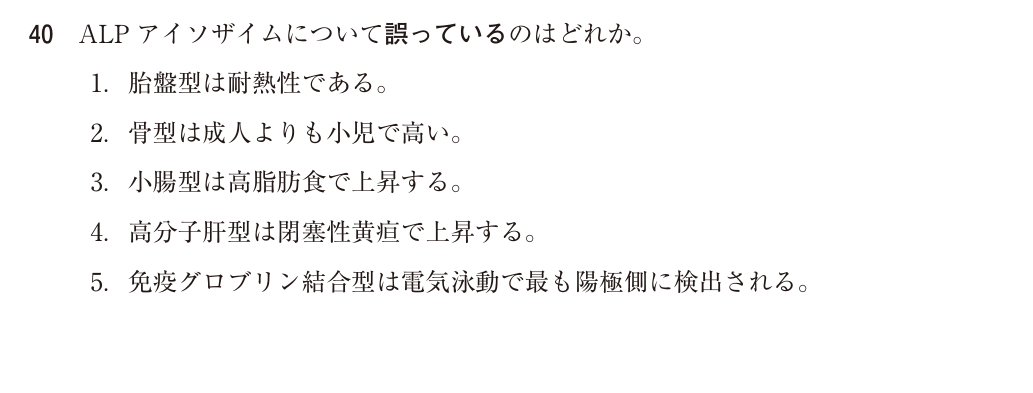 40 ALP アイソザイムについて誤っているのはどれか。
1. 胎盤型は耐熱性である。
2. 骨型は成人よりも小児で高い。
3. 小腸型は高脂肪食で上昇する。
4. 高分子肝型は閉塞性黄疸で上昇する。
5. 免疫グロブリン結合型は電気泳動で最も陽極側に検出される。